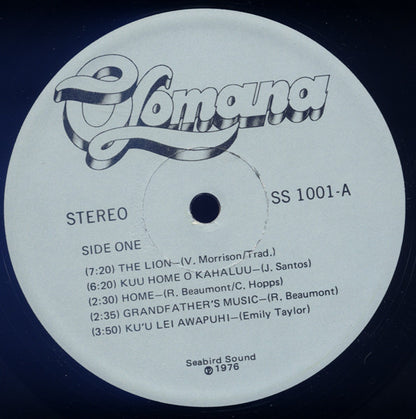 Olomana
STEREO
SS 1001-A
SIDE ONE
(7:20) THE LION—(V. Morrison/Trad.)
(6:20) KUU HOME O KAHALUU—(J. Santos)
(2:30) HOME—(R. Beaumont/C. Hopps)
(2:35) GRANDFATHER'S MUSIC—(R. Beaumont)
(3:50) KU'U LEI AWAPUHI—(Emily Taylor)
Seabird Sound
℗ 1976